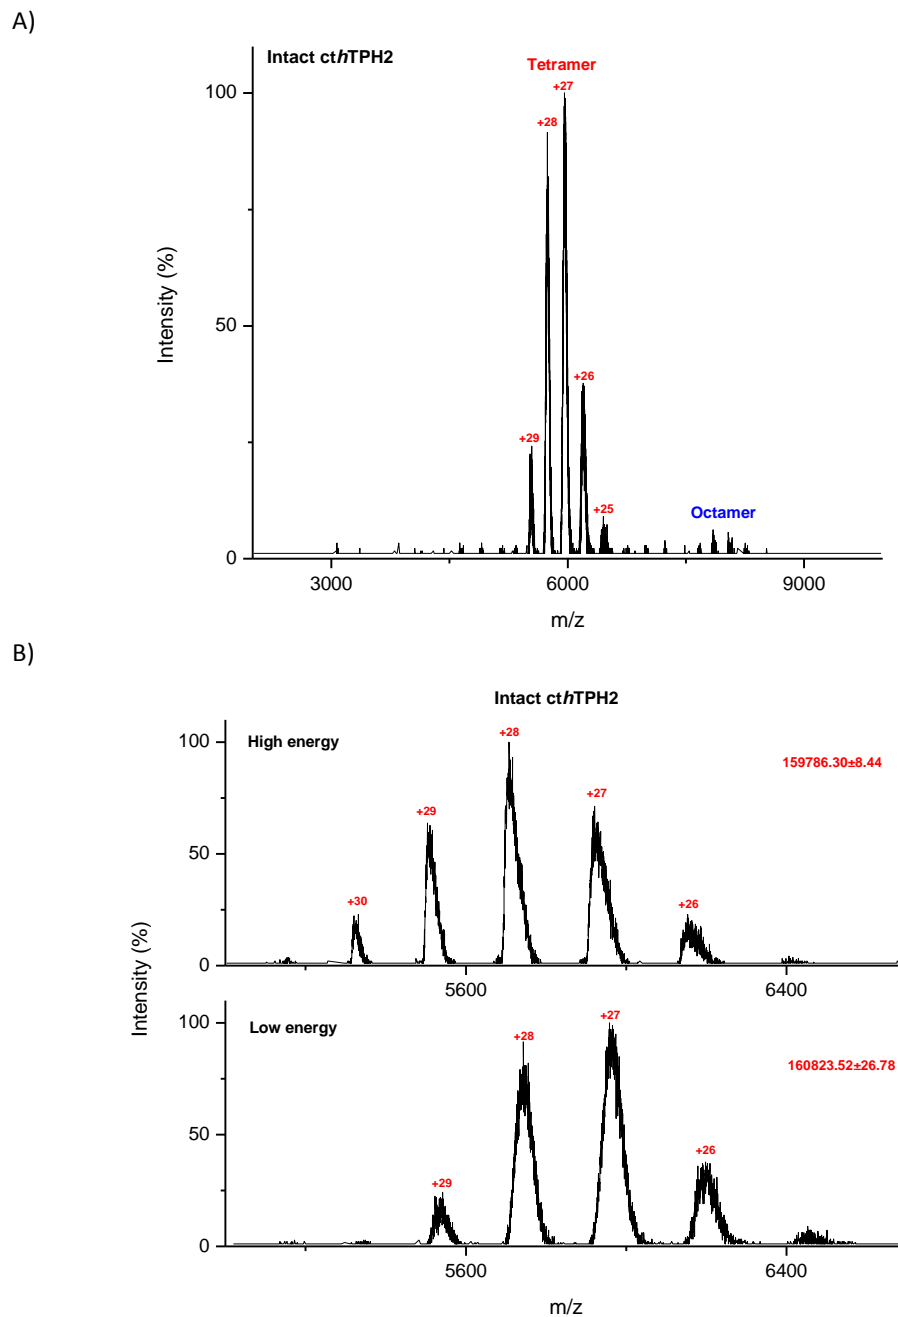 A)
Intact cthTPH2
Tetramer
+27
+28
+26
+29
+25
Octamer
100
50
0
Intensity (%)
3000 6000 9000
m/z
B)
Intact cthTPH2
High energy
+28
159786.30±8.44
+27
+29
+30
+26
100
50
0
5600 6400
Intensity (%)
Low energy
+27
+28
160823.52±26.78
+26
+29
100
50
0
5600 6400
m/z